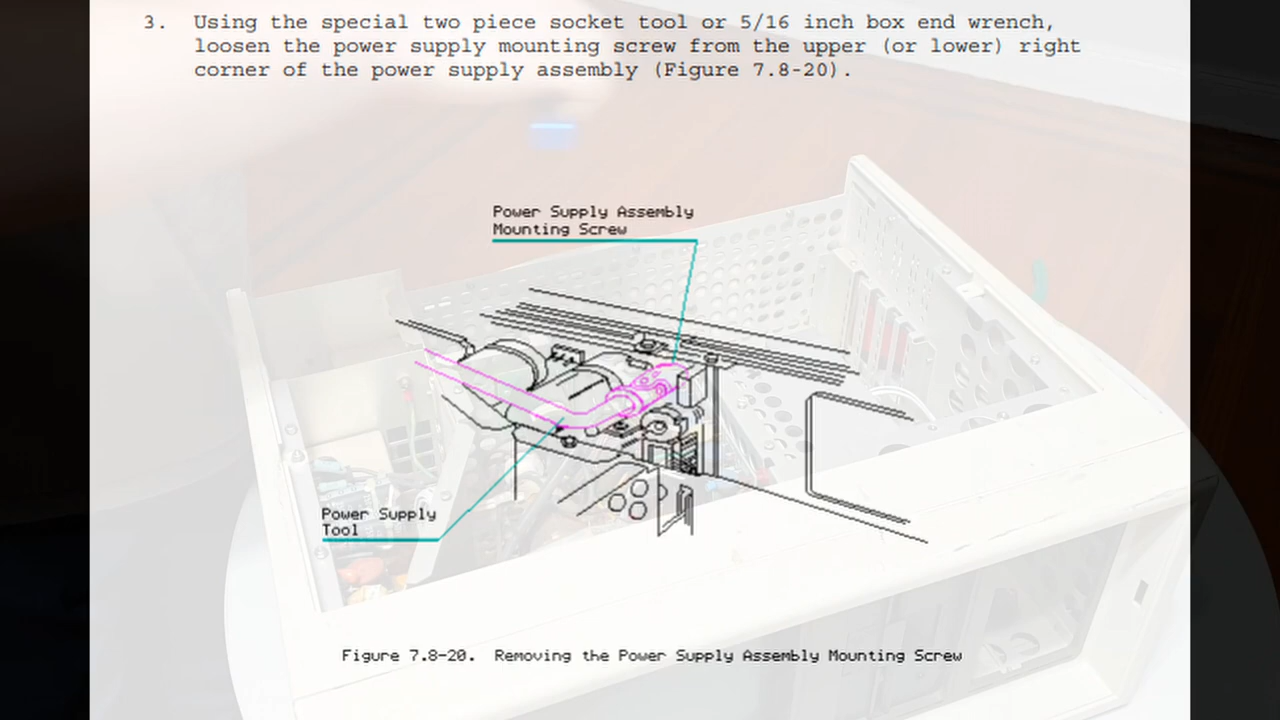 3. Using the special two piece socket tool or 5/16 inch box end wrench,
loosen the power supply mounting screw from the upper (or lower) right
corner of the power supply assembly (Figure 7.8-20).
Power Supply Assembly
Mounting Screw
Power Supply
Tool
Figure 7.8-20. Removing the Power Supply Assembly Mounting Screw